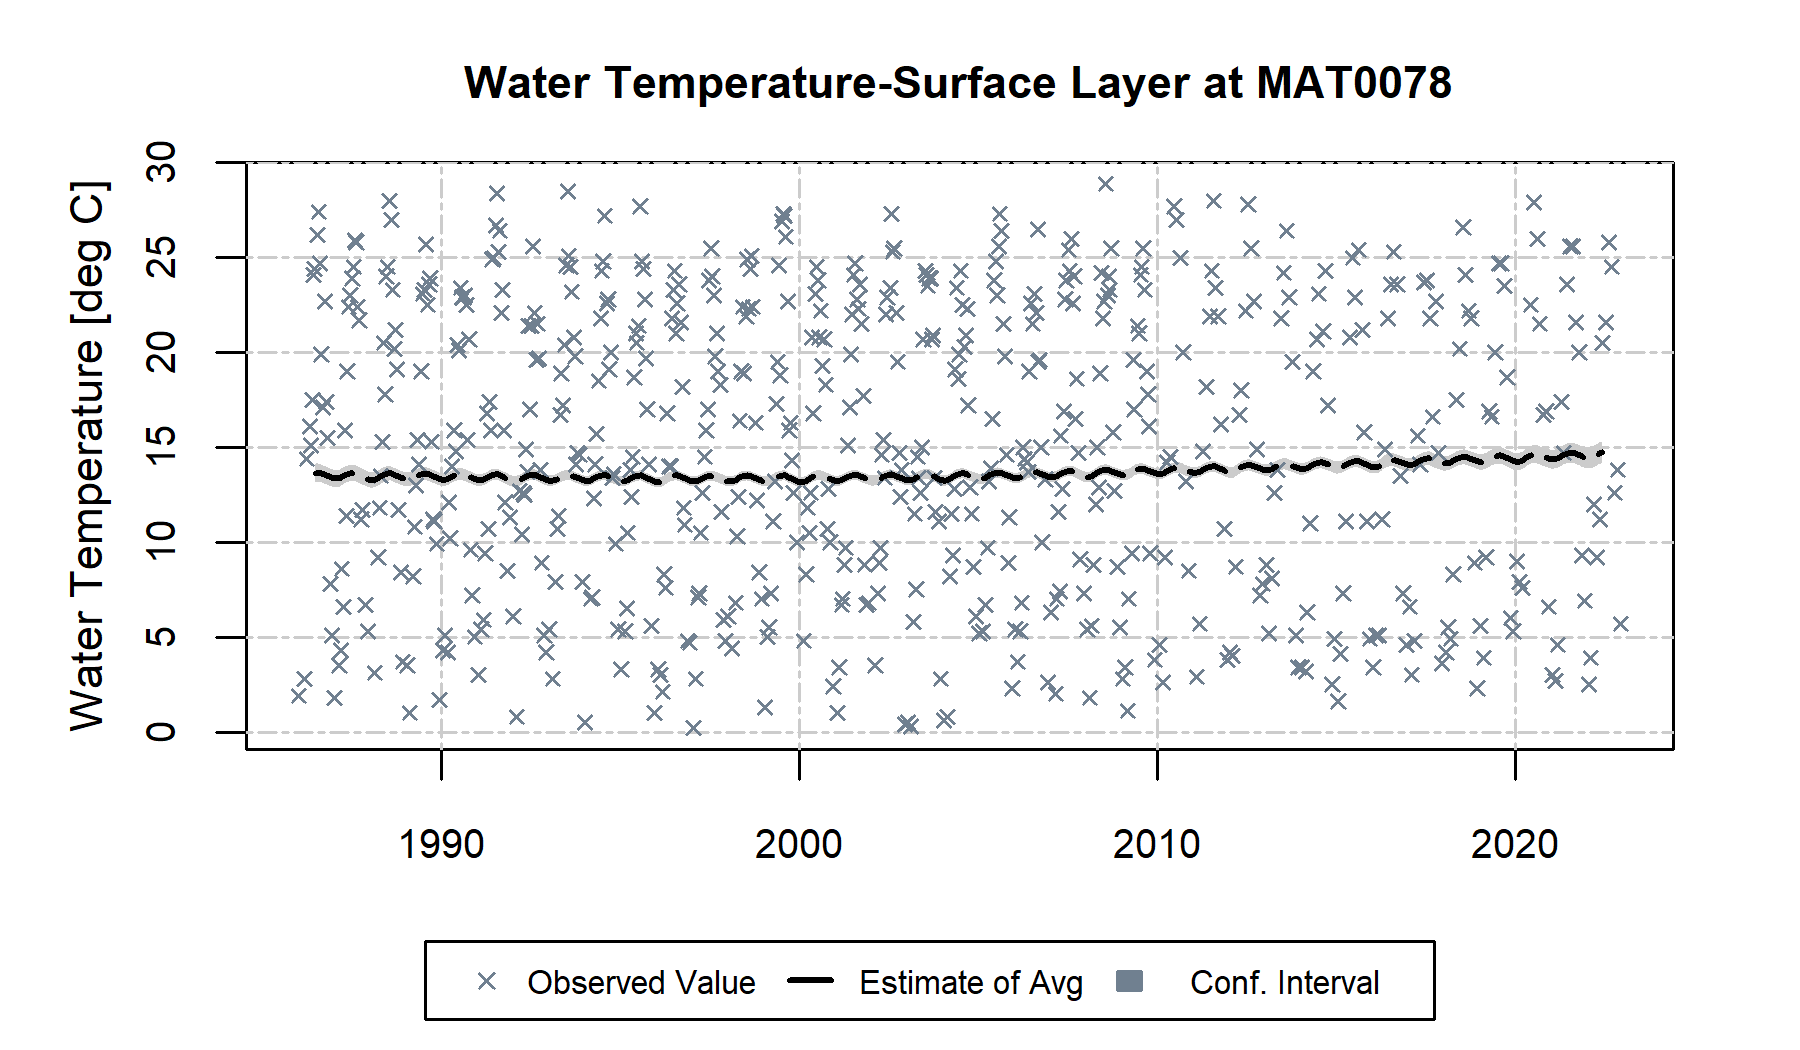 Water Temperature-Surface Layer at MAT0078
Water Temperature [deg C]
30
25
20
15
10
5
0
1990 2000 2010 2020
Observed Value Estimate of Avg Conf. Interval